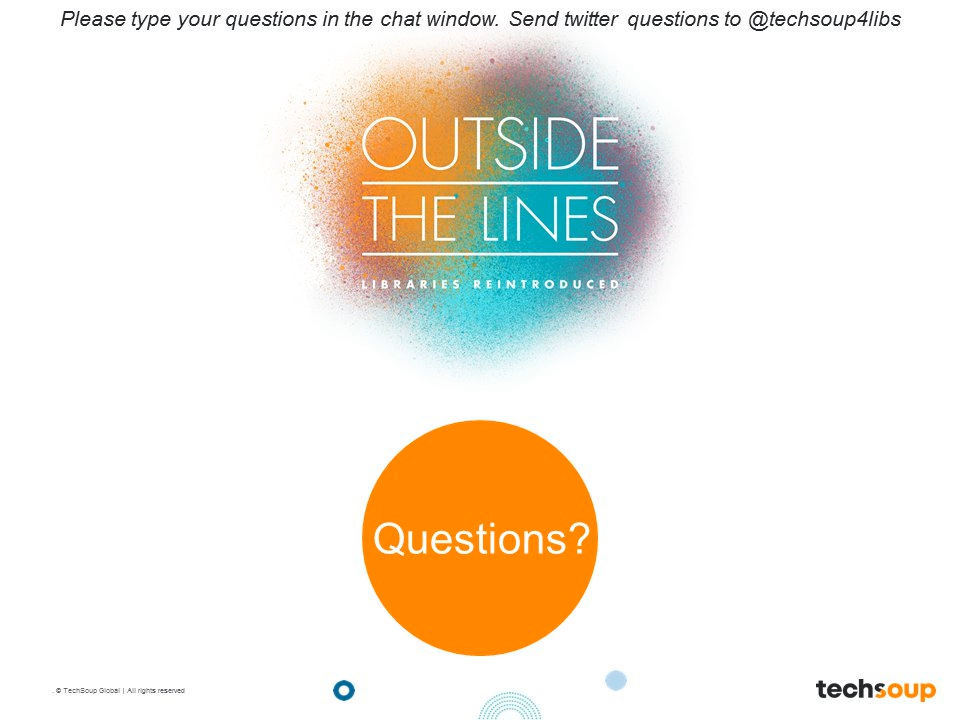 Please type your questions in the chat window. Send twitter questions to @techsoup4libs
OUTSIDE
THE LINES
LIBRARIES REINTRODUCED
Questions?
. © TechSoup Global | All rights reserved
techsoup